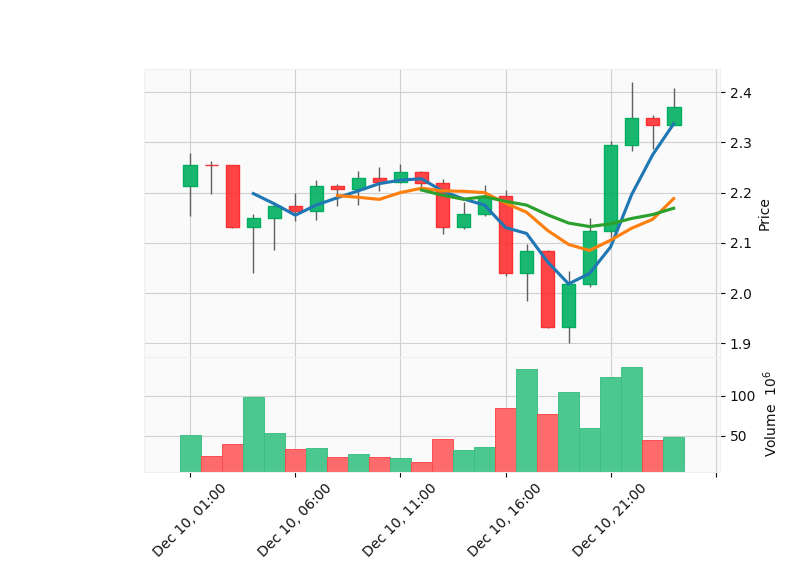 2.4
2.3
2.2
2.1
2.0
1.9
Price
100
50
Volume 10^6
Dec 10, 01:00
Dec 10, 06:00
Dec 10, 11:00
Dec 10, 16:00
Dec 10, 21:00